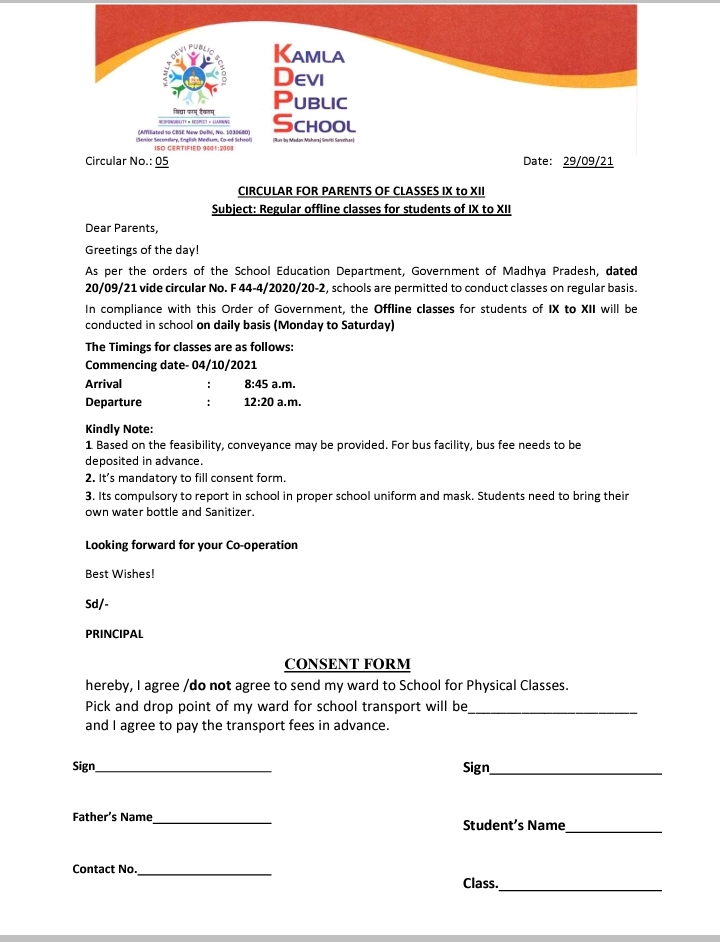 KAMLA DEVI PUBLIC SCHOOL
विद्या परम् दैवतम्
RESPONSIBILITY • RESPECT • LEARNING
(Affiliated to CBSE New Delhi, No. 1030680)
(Senior Secondary, English Medium, Co-ed School)
ISO CERTIFIED 9001:2008
KAMLA
DEVI
PUBLIC
SCHOOL
(Run by Madan Maharaj Smriti Sansthan)
Circular No.: 05 Date: 29/09/21
CIRCULAR FOR PARENTS OF CLASSES IX to XII
Subject: Regular offline classes for students of IX to XII
Dear Parents,
Greetings of the day!
As per the orders of the School Education Department, Government of Madhya Pradesh, dated
20/09/21 vide circular No. F 44-4/2020/20-2, schools are permitted to conduct classes on regular basis.
In compliance with this Order of Government, the Offline classes for students of IX to XII will be
conducted in school on daily basis (Monday to Saturday)
The Timings for classes are as follows:
Commencing date- 04/10/2021
Arrival : 8:45 a.m.
Departure : 12:20 a.m.
Kindly Note:
1 Based on the feasibility, conveyance may be provided. For bus facility, bus fee needs to be
deposited in advance.
2. It’s mandatory to fill consent form.
3. Its compulsory to report in school in proper school uniform and mask. Students need to bring their
own water bottle and Sanitizer.
Looking forward for your Co-operation
Best Wishes!
Sd/-
PRINCIPAL
CONSENT FORM
hereby, I agree /do not agree to send my ward to School for Physical Classes.
Pick and drop point of my ward for school transport will be______________________
and I agree to pay the transport fees in advance.
Sign__________________________ Sign______________________
Father’s Name_________________ Student’s Name____________
Contact No.___________________ Class._____________________